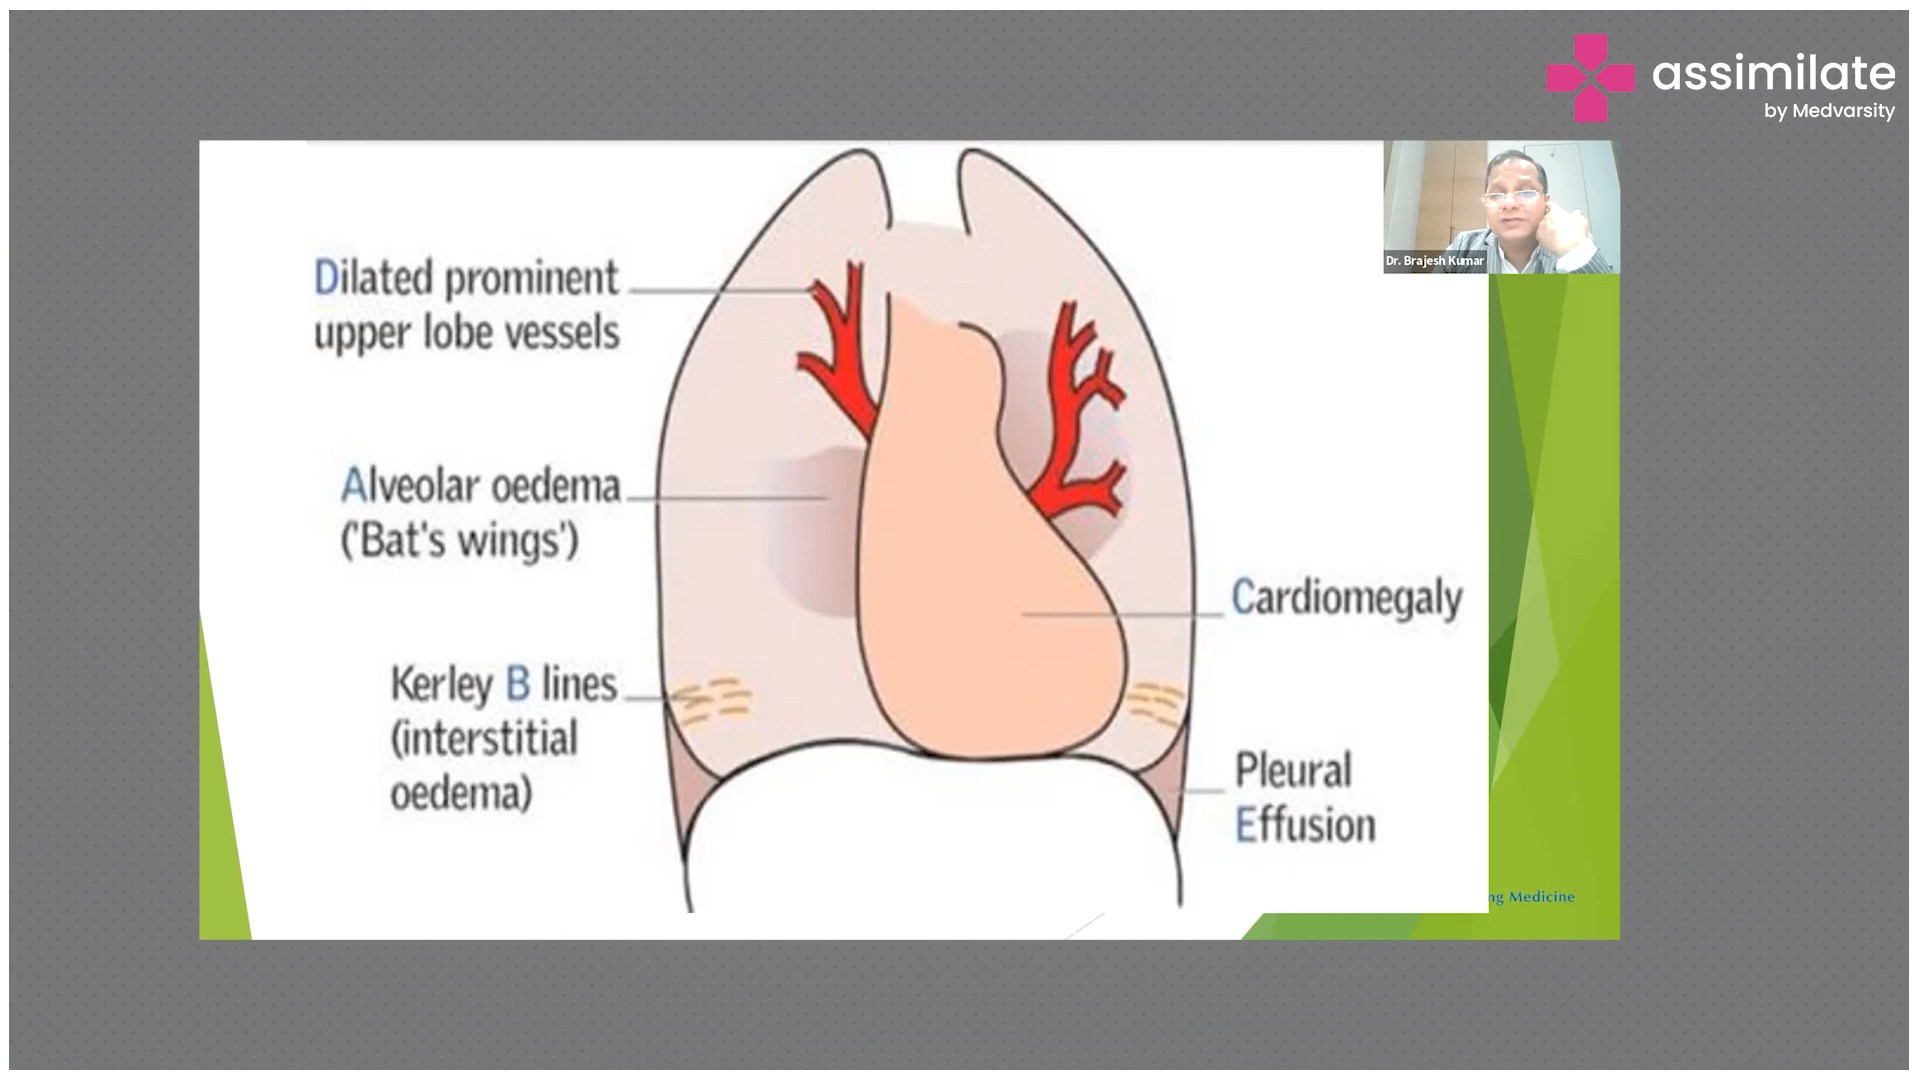 assimilate
by Medvarsity
Dr. Brajesh Kumar
Dilated prominent
upper lobe vessels
Alveolar oedema
('Bat's wings')
Kerley B lines
(interstitial
oedema)
Cardiomegaly
Pleural
Effusion
ng Medicine